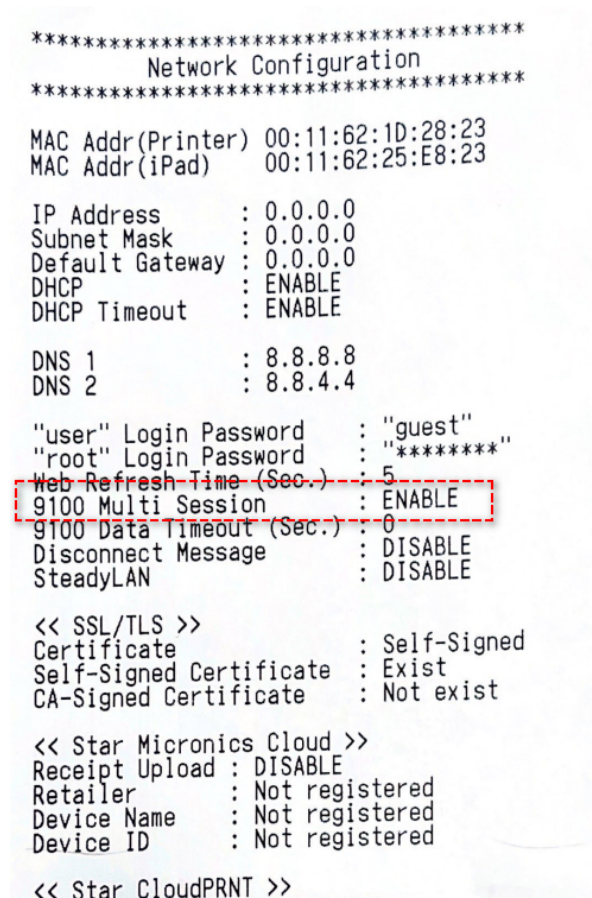 **************************************
Network Configuration
**************************************
MAC Addr(Printer) 00:11:62:1D:28:23
MAC Addr(iPad) 00:11:62:25:E8:23
IP Address : 0.0.0.0
Subnet Mask : 0.0.0.0
Default Gateway : 0.0.0.0
DHCP : ENABLE
DHCP Timeout : ENABLE
DNS 1 : 8.8.8.8
DNS 2 : 8.8.4.4
"user" Login Password : "guest"
"root" Login Password : "********"
Web Refresh Time (Sec.) : 5
9100 Multi Session : ENABLE
9100 Data Timeout (Sec.) : 0
Disconnect Message : DISABLE
SteadyLAN : DISABLE
<< SSL/TLS >>
Certificate : Self-Signed
Self-Signed Certificate : Exist
CA-Signed Certificate : Not exist
<< Star Micronics Cloud >>
Receipt Upload : DISABLE
Retailer : Not registered
Device Name : Not registered
Device ID : Not registered
<< Star CloudPRNT >>